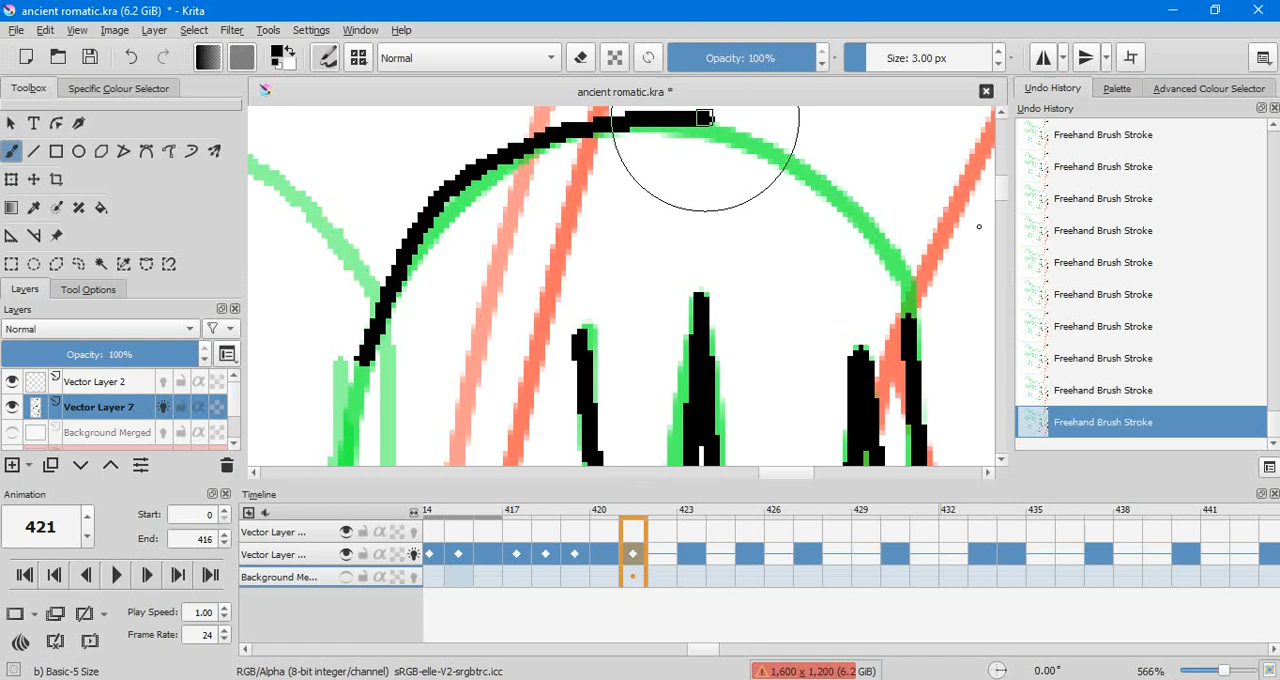 ancient romatic.kra (6.2 GiB) * - Krita
File Edit View Image Layer Select Filter Tools Settings Window Help
Normal
Opacity: 100%
Size: 3.00 px
Toolbox
Specific Colour Selector
ancient romatic.kra *
Undo History
Palette
Advanced Colour Selector
Undo History
Freehand Brush Stroke
Freehand Brush Stroke
Freehand Brush Stroke
Freehand Brush Stroke
Freehand Brush Stroke
Freehand Brush Stroke
Freehand Brush Stroke
Freehand Brush Stroke
Freehand Brush Stroke
Freehand Brush Stroke
Layers
Tool Options
Layers
Normal
Opacity: 100%
Vector Layer 2
Vector Layer 7
Background Merged
Animation
421
Start: 0
End: 416
Play Speed: 1.00
Frame Rate: 24
Timeline
14 417 420 423 426 429 432 435 438 441
Vector Layer ...
Vector Layer ...
Background Me...
b) Basic-5 Size
RGB/Alpha (8-bit integer/channel) sRGB-elle-V2-srgbtrc.icc
1,600 x 1,200 (6.2 GiB)
0.00°
566%